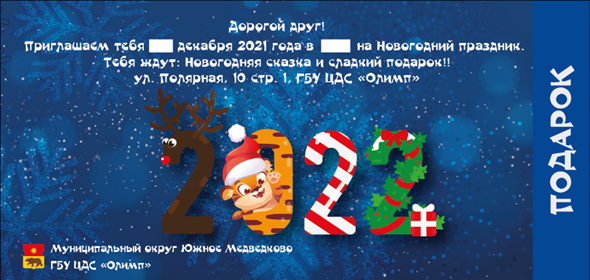 Дорогой друг!
Приглашаем тебя декабря 2021 года в на Новогодний праздник.
Тебя ждут: Новогодняя сказка и сладкий подарок!!
ул. Полярная, 10 стр. 1, ГБУ ЦДС «Олимп»
2022
Муниципальный округ Южное Медведково
ГБУ ЦДС «Олимп»
ПОДАРОК